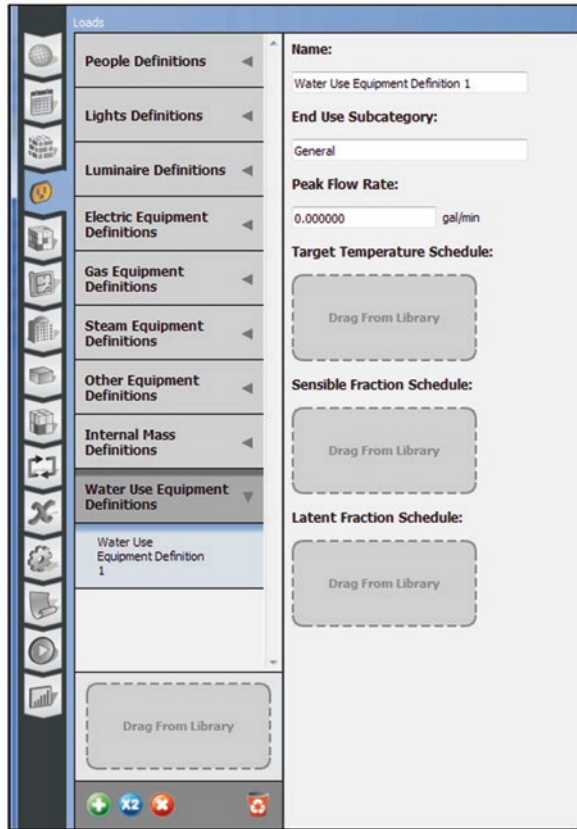 Loads
People Definitions
Lights Definitions
Luminaire Definitions
Electric Equipment
Definitions
Gas Equipment
Definitions
Steam Equipment
Definitions
Other Equipment
Definitions
Internal Mass
Definitions
Water Use Equipment
Definitions
Water Use
Equipment Definition
1
Drag From Library
X2
Name:
Water Use Equipment Definition 1
End Use Subcategory:
General
Peak Flow Rate:
0.000000 gal/min
Target Temperature Schedule:
Drag From Library
Sensible Fraction Schedule:
Drag From Library
Latent Fraction Schedule:
Drag From Library